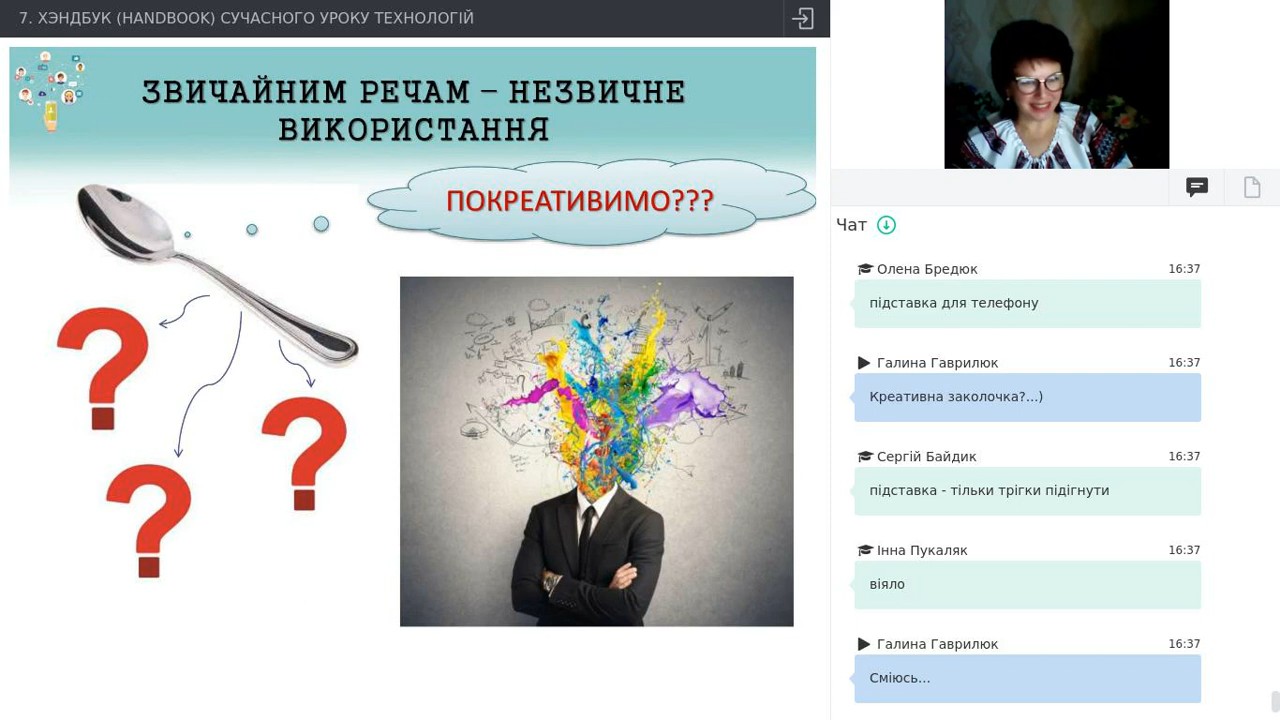 7. ХЭНДБУК (HANDBOOK) СУЧАСНОГО УРОКУ ТЕХНОЛОГІЙ
ЗВИЧАЙНИМ РЕЧАМ – НЕЗВИЧНЕ
ВИКОРИСТАННЯ
ПОКРЕАТИВИМО???
?
?
?
Чат
Олена Бредюк 16:37
підставка для телефону
Галина Гаврилюк 16:37
Креативна заколочка?...)
Сергій Байдик 16:37
підставка - тільки трігки підігнути
Інна Пукаляк 16:37
віяло
Галина Гаврилюк 16:37
Сміюсь...